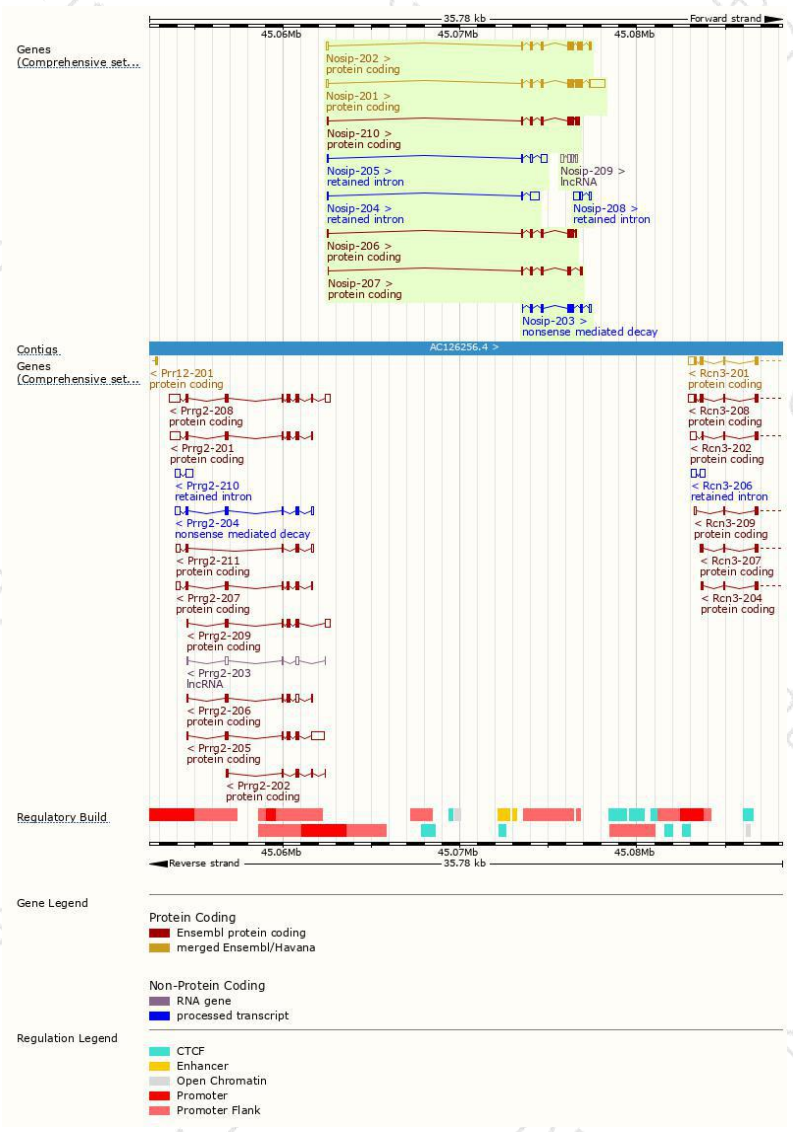 35.78 kb Forward strand
45.06Mb 45.07Mb 45.08Mb
Genes
(Comprehensive set...
Nosip-202 >
protein coding
Nosip-201 >
protein coding
Nosip-210 >
protein coding
Nosip-205 > Nosip-209 >
retained intron lncRNA
Nosip-204 > Nosip-208 >
retained intron retained intron
Nosip-206 >
protein coding
Nosip-207 >
protein coding
Nosip-203 >
nonsense mediated decay
Contigs AC126256.4 >
Genes
(Comprehensive set...
< Prr12-201 < Rcn3-201
protein coding protein coding
< Prrg2-208 < Rcn3-208
protein coding protein coding
< Prrg2-201 < Rcn3-202
protein coding protein coding
< Prrg2-210 < Rcn3-206
retained intron retained intron
< Prrg2-204 < Rcn3-209
nonsense mediated decay protein coding
< Prrg2-211 < Rcn3-207
protein coding protein coding
< Prrg2-207 < Rcn3-204
protein coding protein coding
< Prrg2-209
protein coding
< Prrg2-203
lncRNA
< Prrg2-206
protein coding
< Prrg2-205
protein coding
< Prrg2-202
protein coding
Regulatory Build
45.06Mb 45.07Mb 45.08Mb
Reverse strand 35.78 kb
Gene Legend
Protein Coding
Ensembl protein coding
merged Ensembl/Havana
Non-Protein Coding
RNA gene
processed transcript
Regulation Legend
CTCF
Enhancer
Open Chromatin
Promoter
Promoter Flank